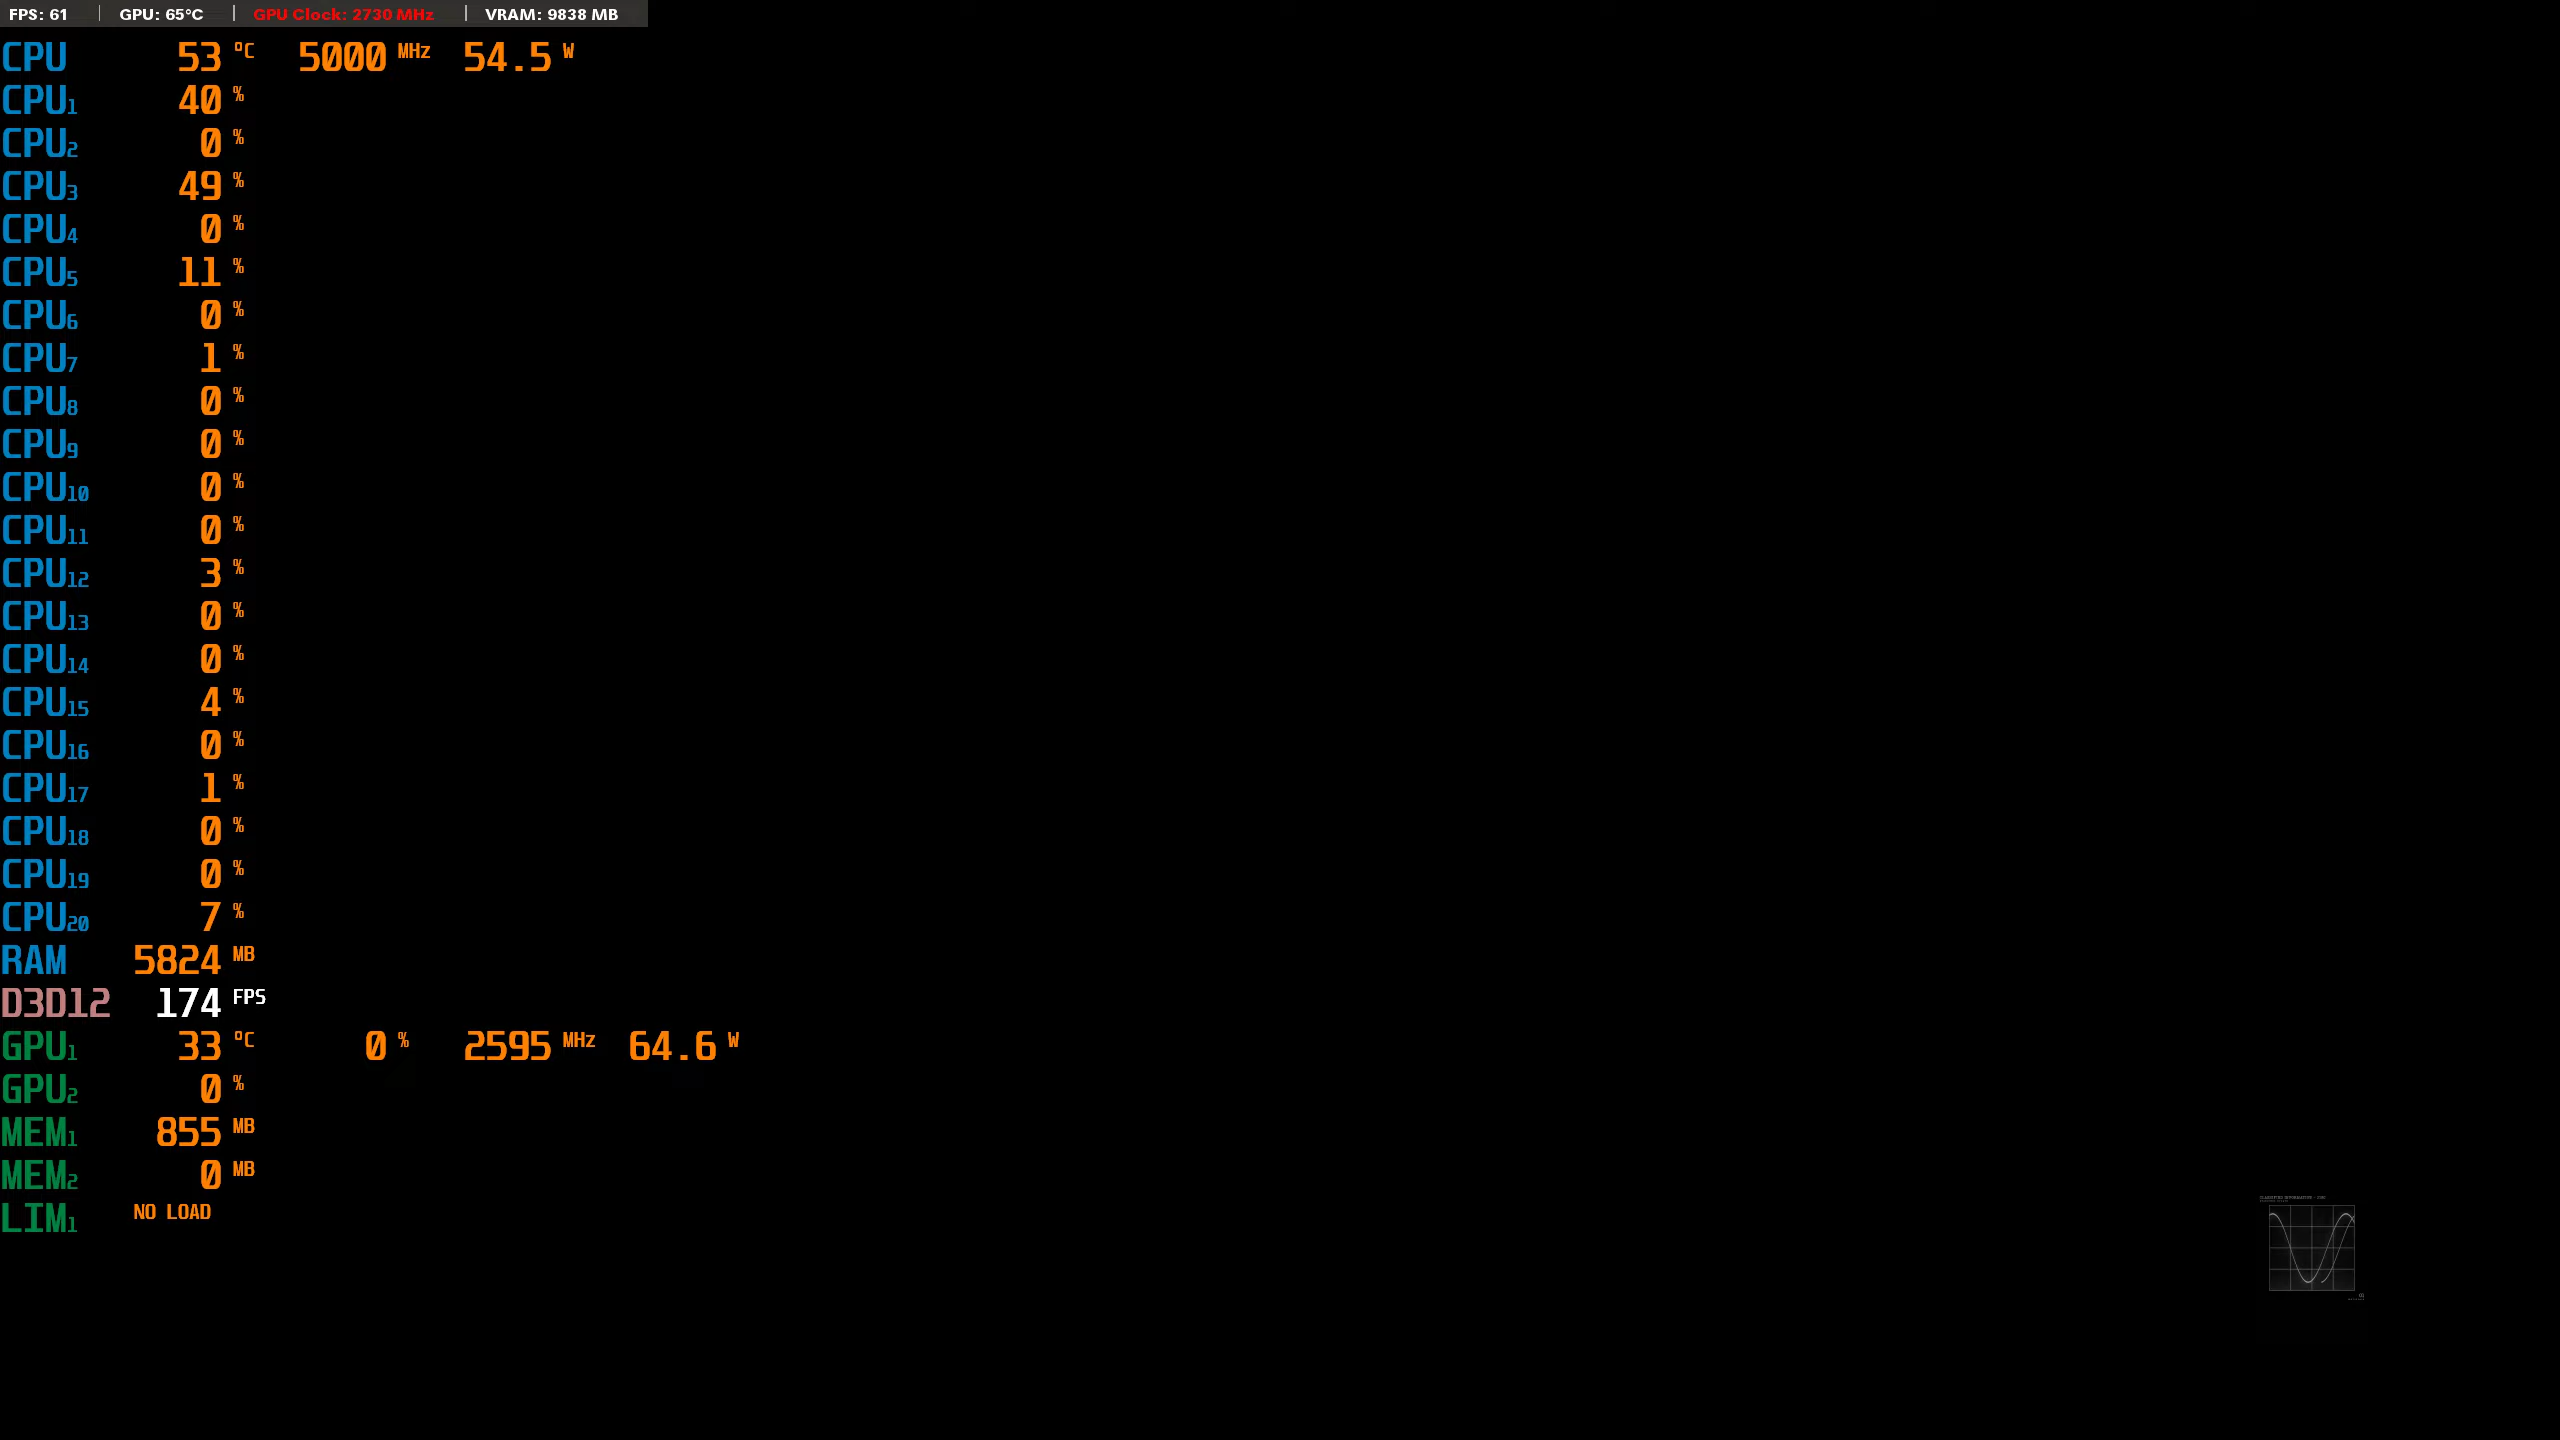 FPS: 61 | GPU: 65°C | GPU Clock: 2730 MHz | VRAM: 9838 MB
CPU 53 °C 5000 MHz 54.5 W
CPU1 40 %
CPU2 0 %
CPU3 49 %
CPU4 0 %
CPU5 11 %
CPU6 0 %
CPU7 1 %
CPU8 0 %
CPU9 0 %
CPU10 0 %
CPU11 0 %
CPU12 3 %
CPU13 0 %
CPU14 0 %
CPU15 4 %
CPU16 0 %
CPU17 1 %
CPU18 0 %
CPU19 0 %
CPU20 7 %
RAM 5824 MB
D3D12 174 FPS
GPU1 33 °C 0 % 2595 MHz 64.6 W
GPU2 0 %
MEM1 855 MB
MEM2 0 MB
LIM1 NO LOAD